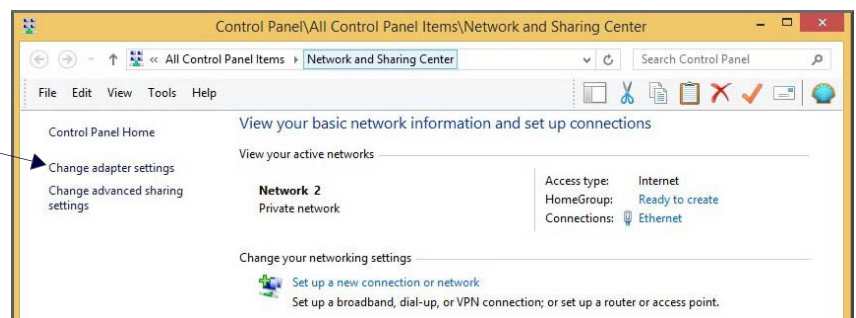 Control Panel\All Control Panel Items\Network and Sharing Center
« All Control Panel Items ▸ Network and Sharing Center
Search Control Panel
File Edit View Tools Help
Control Panel Home
Change adapter settings
Change advanced sharing
settings
View your basic network information and set up connections
View your active networks
Network 2
Private network
Access type: Internet
HomeGroup: Ready to create
Connections: Ethernet
Change your networking settings
Set up a new connection or network
Set up a broadband, dial-up, or VPN connection; or set up a router or access point.